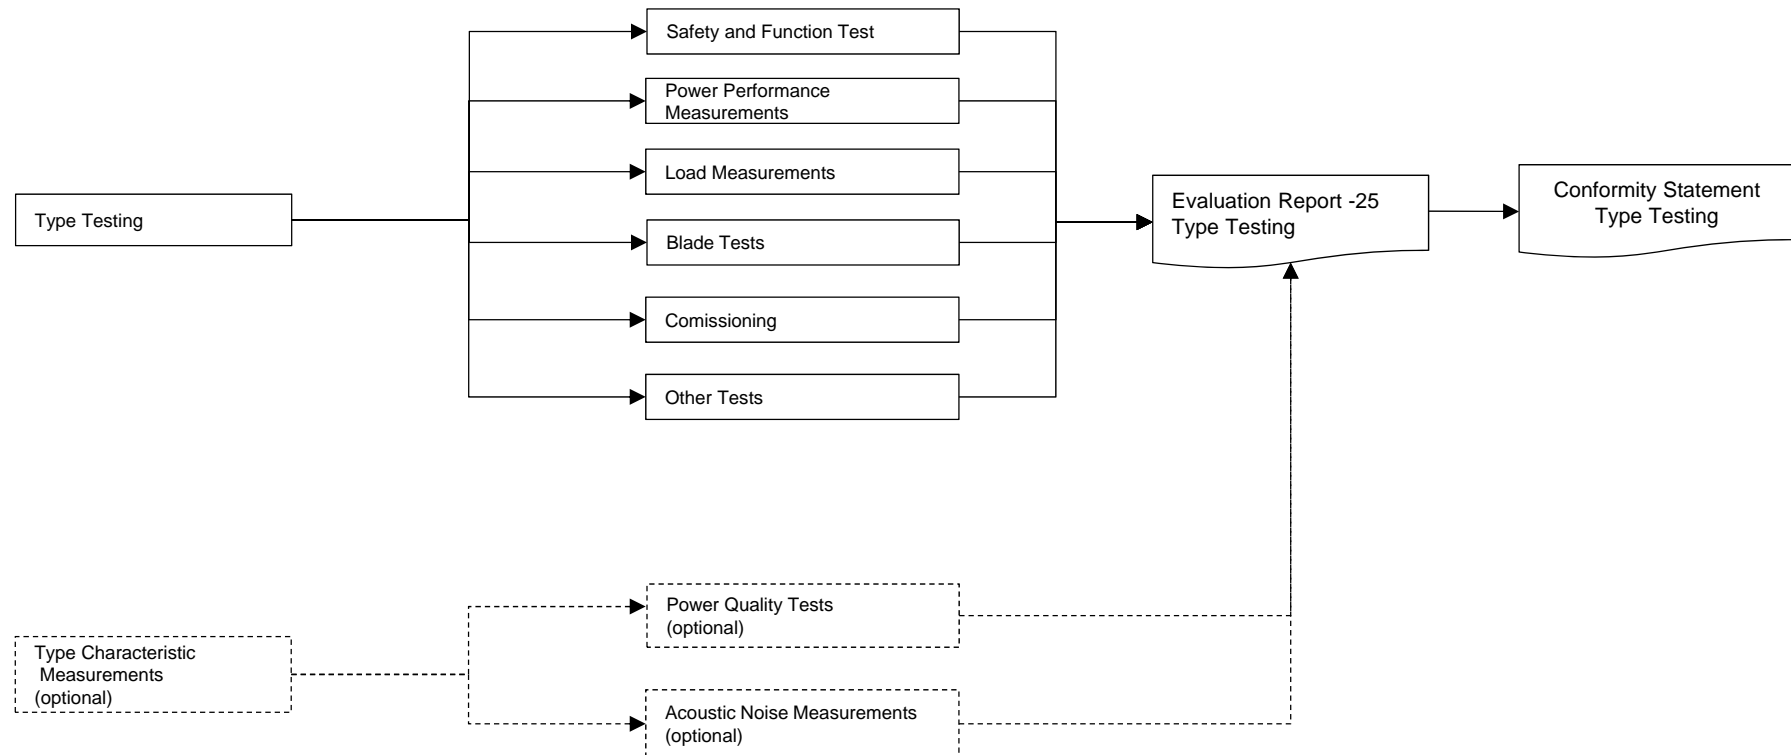 Safety and Function Test
Power Performance
Measurements
Load Measurements
Type Testing
Blade Tests
Comissioning
Other Tests
Evaluation Report -25
Type Testing
Conformity Statement
Type Testing
Type Characteristic
Measurements
(optional)
Power Quality Tests
(optional)
Acoustic Noise Measurements
(optional)